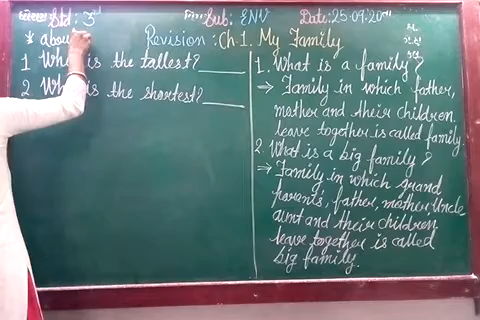 Std: 3rd Sub: ENV Date: 25-09.20
Revision: Ch-1. My Family
* abou
1 Who is the tallest? ______
2 Who is the shortest? ______
1. What is a family?
⇒ Family in which father,
mother and their children
leave together is called family.
2. What is a big family?
⇒ Family in which grand
parents, father, mother, Uncle
aunt and their children
leave together is called
big family.